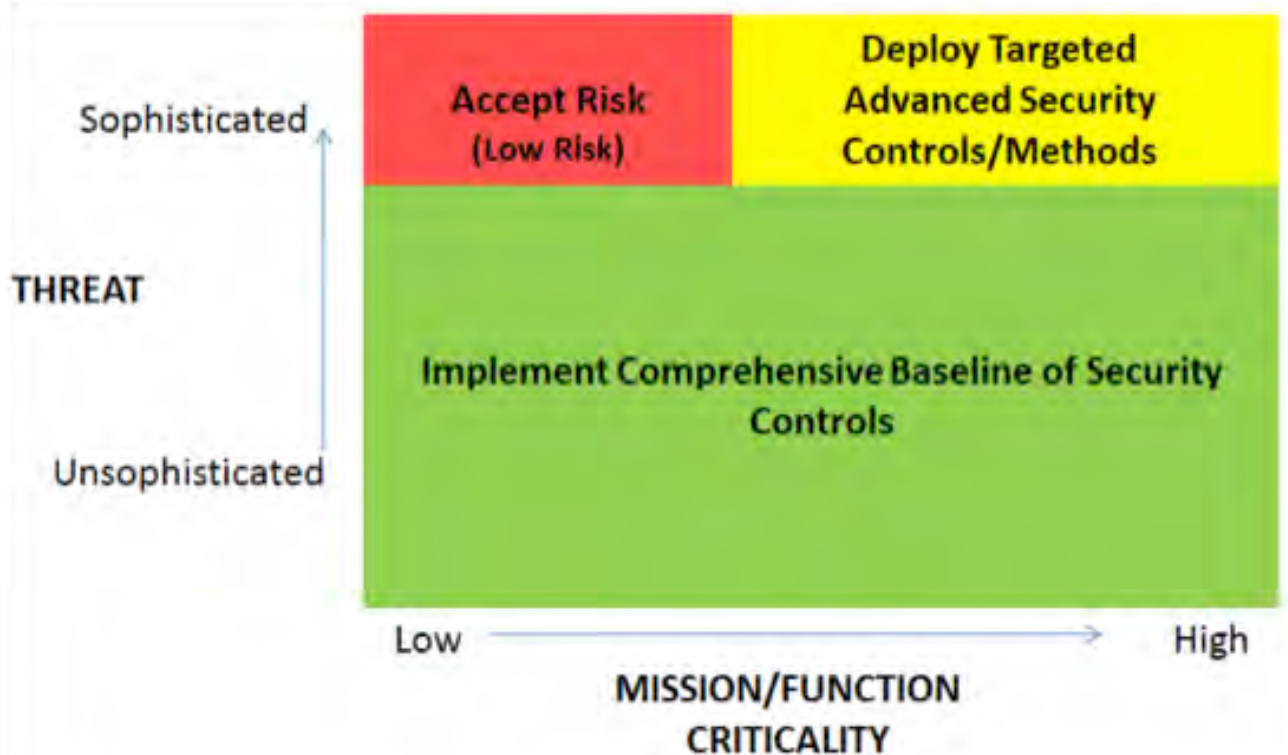 Accept Risk
(Low Risk)
Deploy Targeted
Advanced Security
Controls/Methods
Sophisticated
THREAT
Unsophisticated
Implement Comprehensive Baseline of Security
Controls
Low
High
MISSION/FUNCTION
CRITICALITY